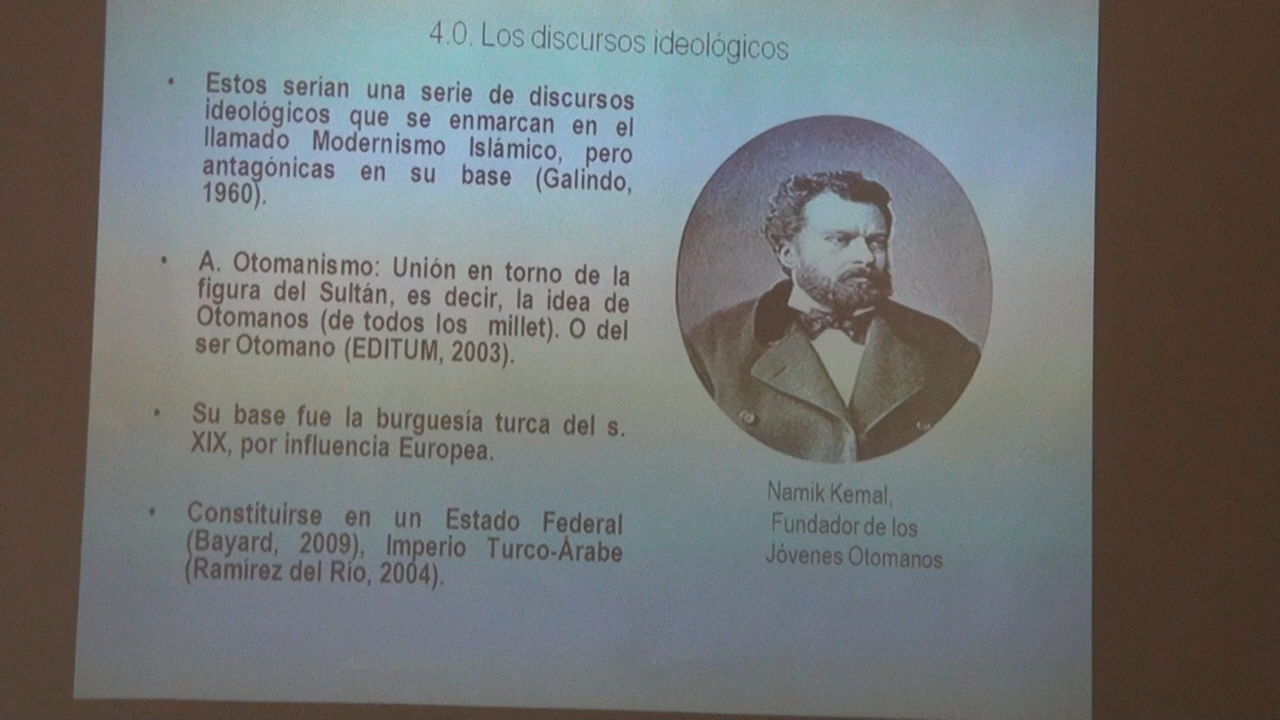 4.0. Los discursos ideológicos
• Estos serían una serie de discursos
ideológicos que se enmarcan en el
llamado Modernismo Islámico, pero
antagónicas en su base (Galindo,
1960).
• A. Otomanismo: Unión en torno de la
figura del Sultán, es decir, la idea de
Otomanos (de todos los millet). O del
ser Otomano (EDITUM, 2003).
• Su base fue la burguesía turca del s.
XIX, por influencia Europea.
• Constituirse en un Estado Federal
(Bayard, 2009), Imperio Turco-Árabe
(Ramírez del Río, 2004).
Namik Kemal,
Fundador de los
Jóvenes Otomanos